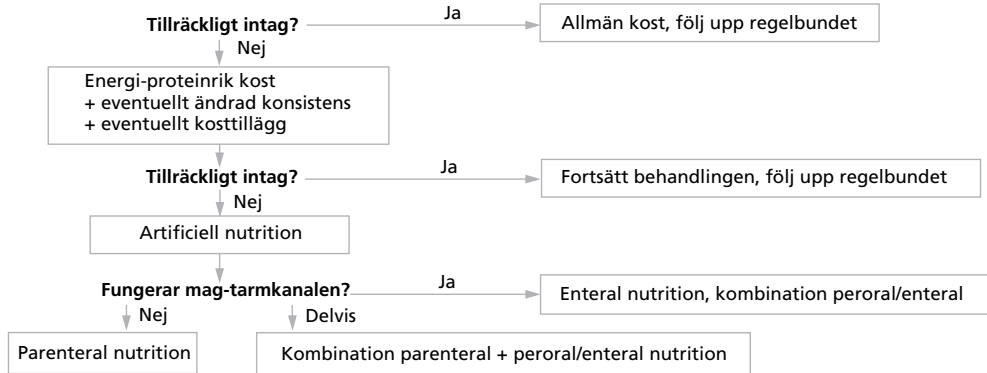 Tillräckligt intag?
Ja
Allmän kost, följ upp regelbundet
Nej
Energi-proteinrik kost
+ eventuellt ändrad konsistens
+ eventuellt kosttillägg
Tillräckligt intag?
Ja
Fortsätt behandlingen, följ upp regelbundet
Nej
Artificiell nutrition
Fungerar mag-tarmkanalen?
Ja
Enteral nutrition, kombination peroral/enteral
Nej
Delvis
Parenteral nutrition
Kombination parenteral + peroral/enteral nutrition